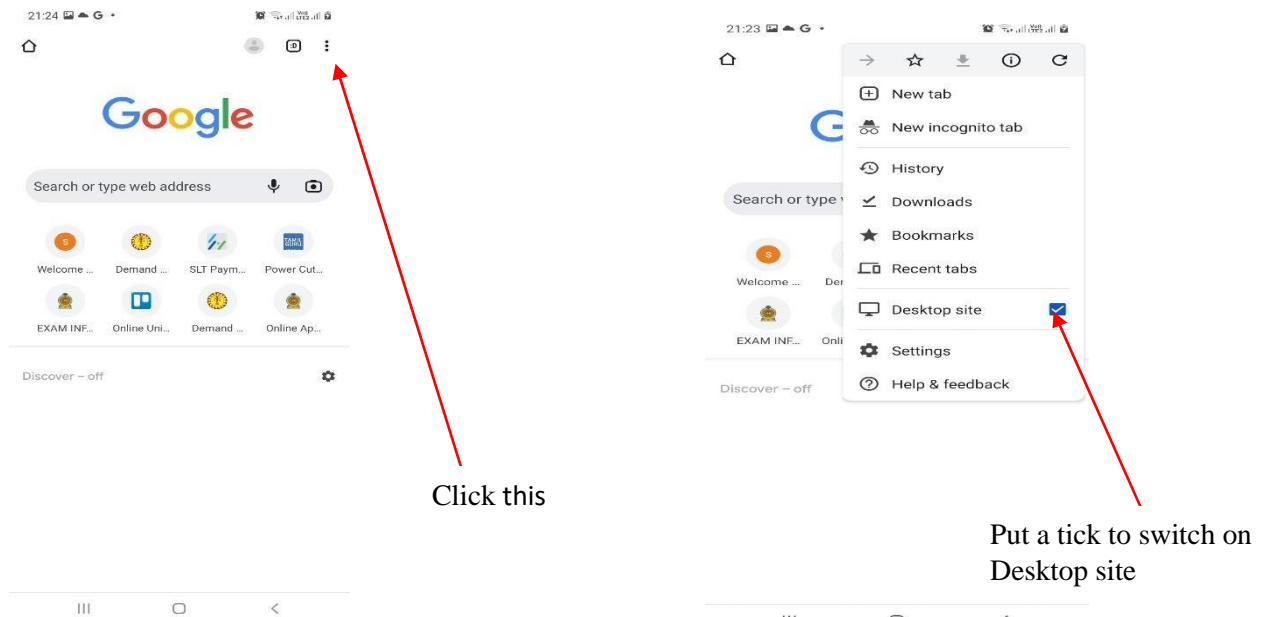 21:24 G
Google
Search or type web address
S
Welcome ... Demand ... SLT Paym... Power Cut...
EXAM INF... Online Uni... Demand ... Online Ap...
Discover – off
Click this
21:23 G
G
New tab
New incognito tab
Search or type
History
Downloads
Bookmarks
Recent tabs
S
Welcome ... Der
Desktop site
EXAM INF... Onli
Settings
Help & feedback
Discover – off
Put a tick to switch on
Desktop site